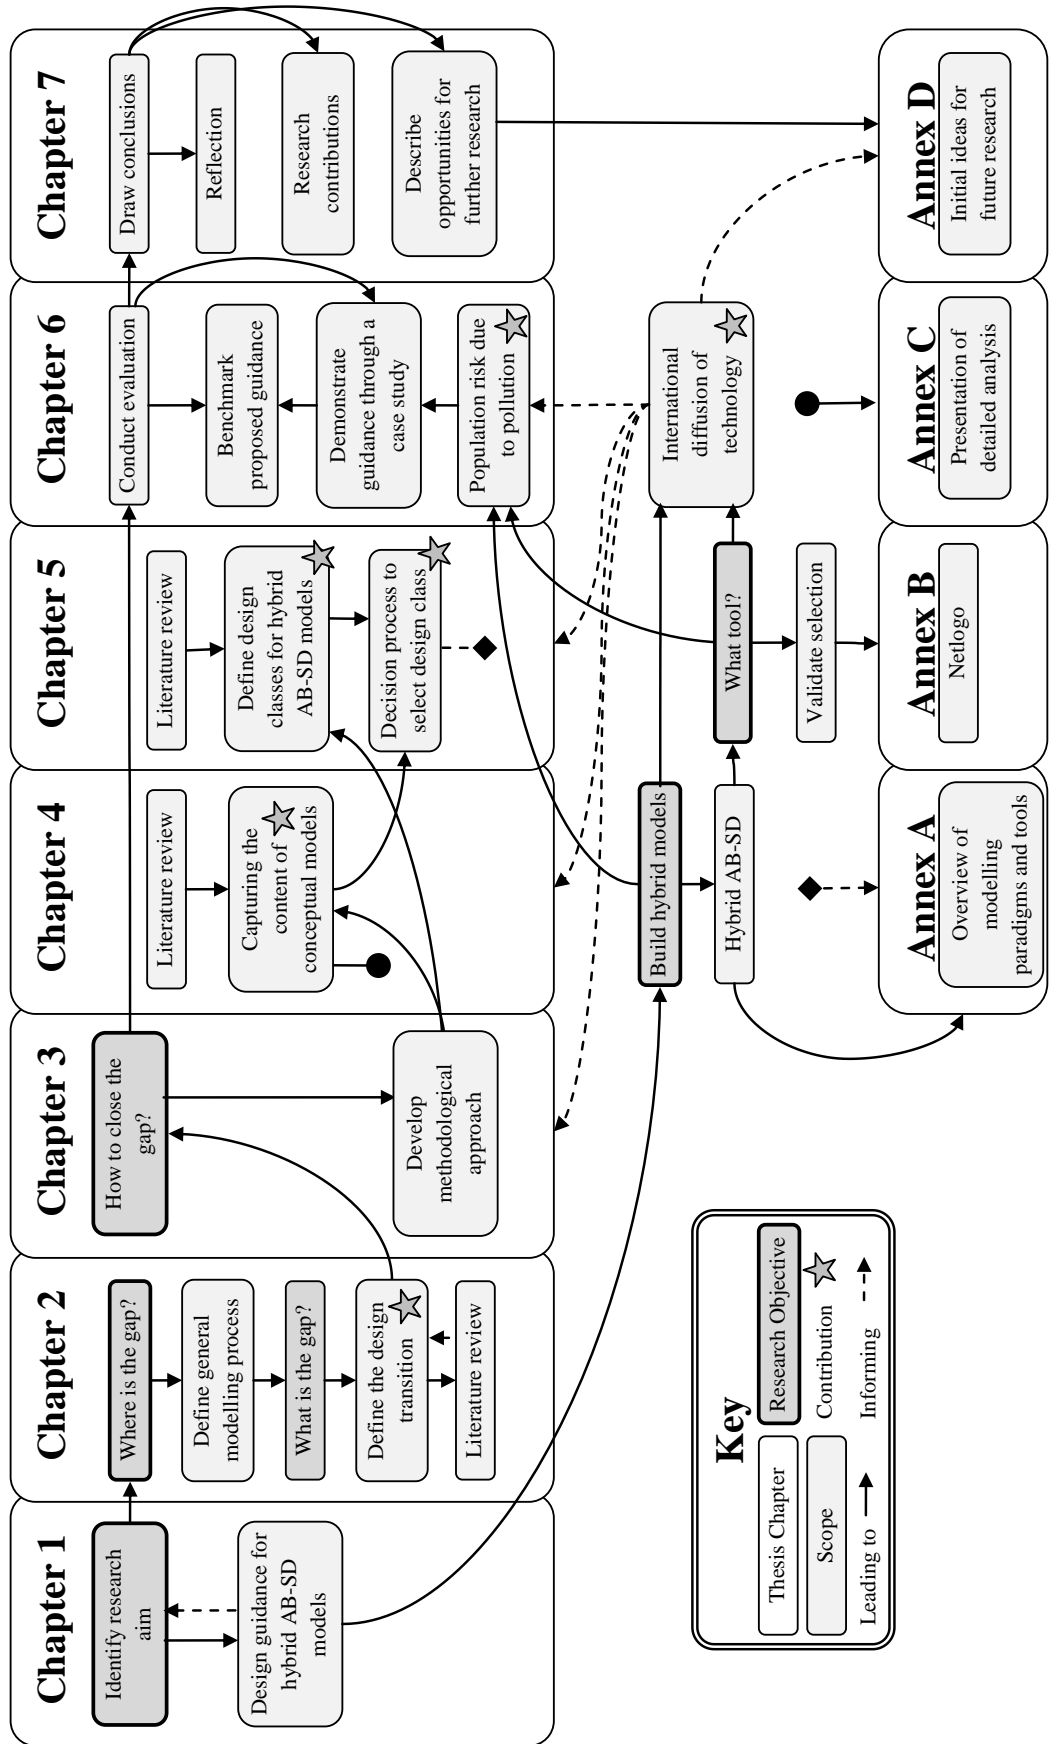 Chapter 1
Identify research
aim
Design guidance for
hybrid AB-SD
models
Chapter 2
Where is the gap?
Define general
modelling process
What is the gap?
Define the design
transition
Literature review
Chapter 3
How to close the
gap?
Develop
methodological
approach
Chapter 4
Literature review
Capturing the
content of
conceptual models
Chapter 5
Literature review
Define design
classes for hybrid
AB-SD models
Decision process to
select design class
Chapter 6
Conduct evaluation
Benchmark
proposed guidance
Demonstrate
guidance through a
case study
Population risk due
to pollution
Chapter 7
Draw conclusions
Reflection
Research
contributions
Describe
opportunities for
further research
Build hybrid models
Hybrid AB-SD
What tool?
Validate selection
International
diffusion of
technology
Annex A
Overview of
modelling
paradigms and tools
Annex B
Netlogo
Annex C
Presentation of
detailed analysis
Annex D
Initial ideas for
future research
Key
Thesis Chapter
Research Objective
Scope
Contribution
Leading to
Informing